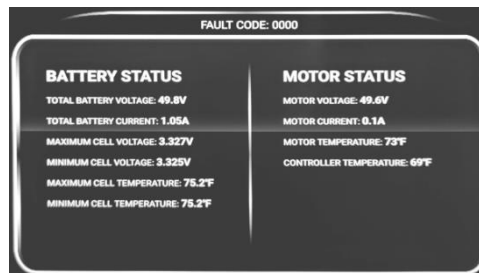 FAULT CODE: 0000
BATTERY STATUS
TOTAL BATTERY VOLTAGE: 49.8V
TOTAL BATTERY CURRENT: 1.05A
MAXIMUM CELL VOLTAGE: 3.327V
MINIMUM CELL VOLTAGE: 3.325V
MAXIMUM CELL TEMPERATURE: 75.2°F
MINIMUM CELL TEMPERATURE: 75.2°F
MOTOR STATUS
MOTOR VOLTAGE: 49.6V
MOTOR CURRENT: 0.1A
MOTOR TEMPERATURE: 73°F
CONTROLLER TEMPERATURE: 69°F